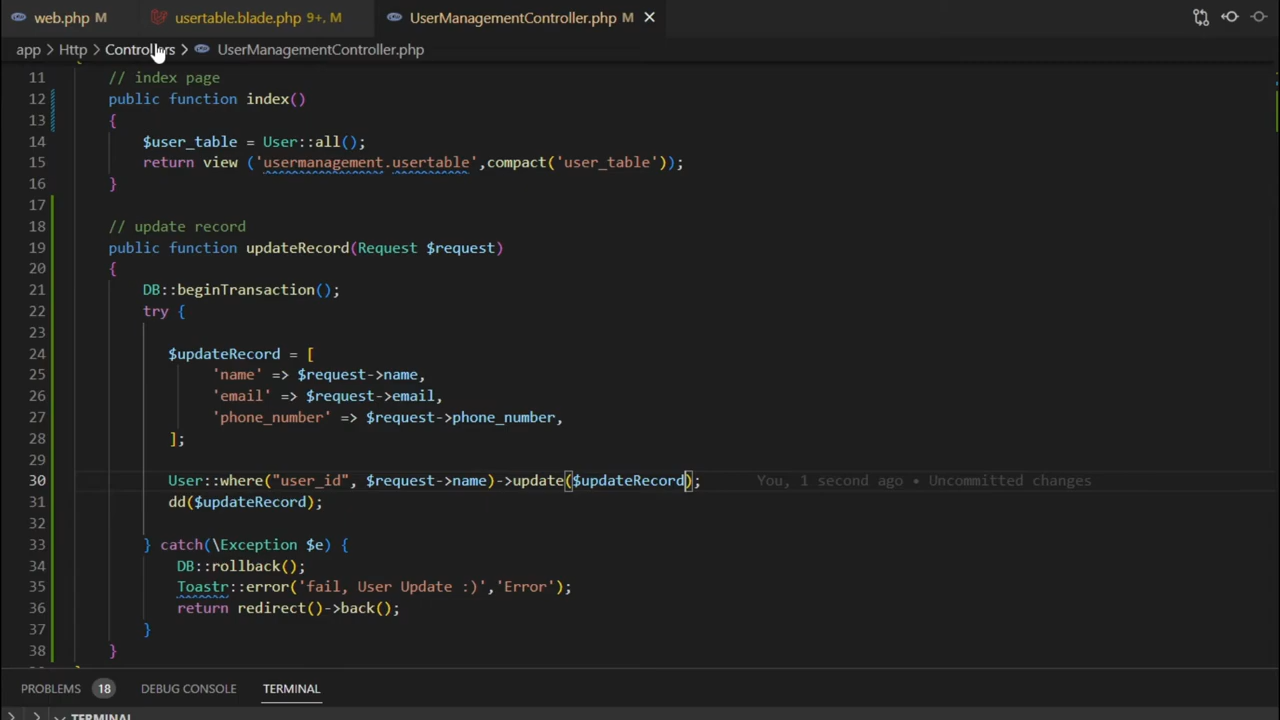 web.php M usertable.blade.php 9+, M UserManagementController.php M
app > Http > Controllers > UserManagementController.php
11 // index page
12 public function index()
13 {
14 $user_table = User::all();
15 return view ('usermanagement.usertable',compact('user_table'));
16 }
17
18 // update record
19 public function updateRecord(Request $request)
20 {
21 DB::beginTransaction();
22 try {
23
24 $updateRecord = [
25 'name' => $request->name,
26 'email' => $request->email,
27 'phone_number' => $request->phone_number,
28 ];
29
30 User::where("user_id", $request->name)->update($updateRecord); You, 1 second ago • Uncommitted changes
31 dd($updateRecord);
32
33 } catch(\Exception $e) {
34 DB::rollback();
35 Toastr::error('fail, User Update :)','Error');
36 return redirect()->back();
37 }
38 }
PROBLEMS 18 DEBUG CONSOLE TERMINAL
TERMINAL